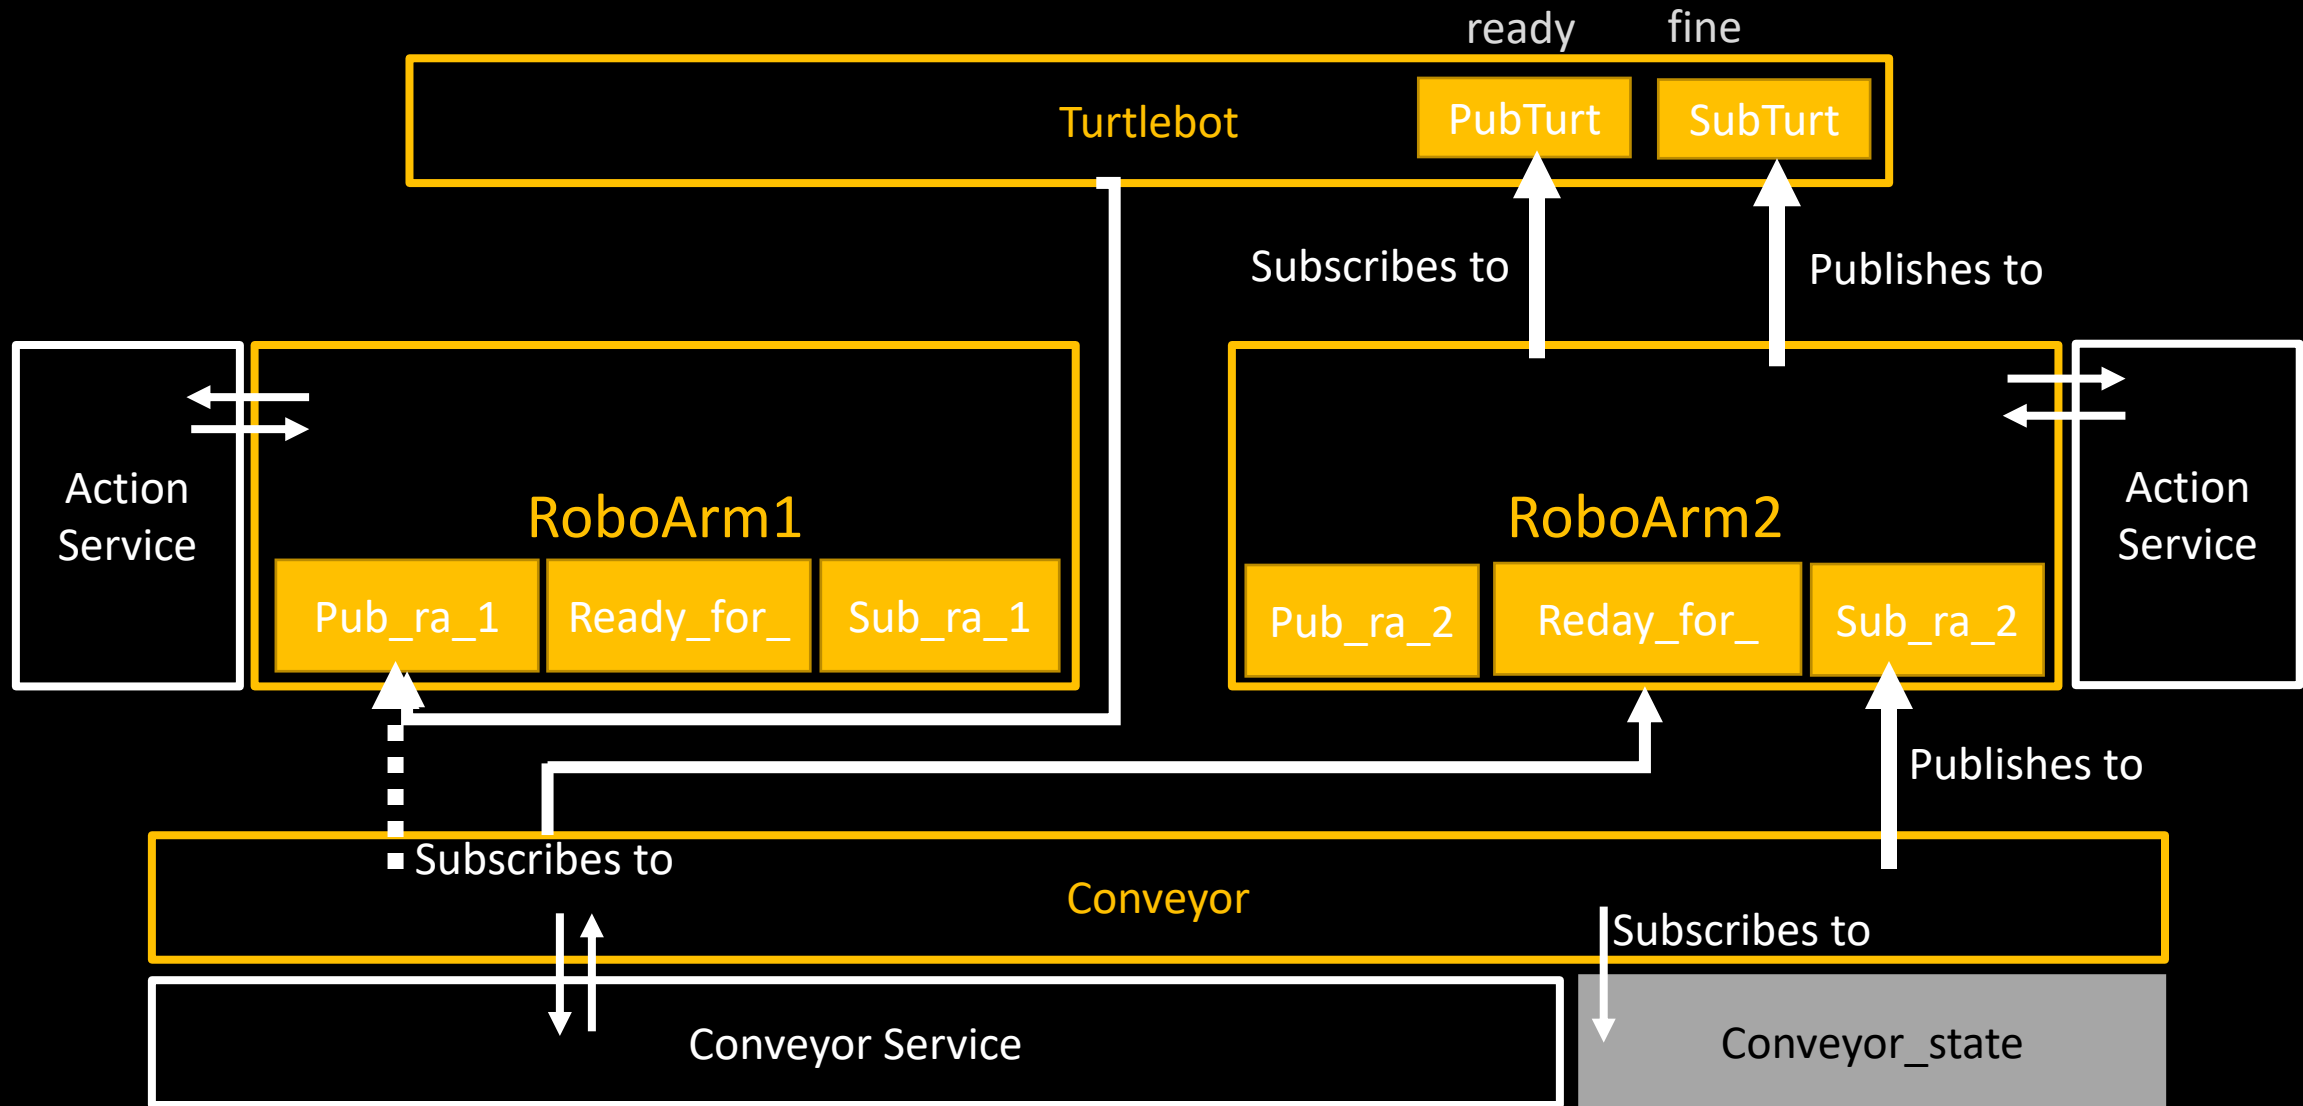 ready
fine
Turtlebot
PubTurt
SubTurt
Subscribes to
Publishes to
Action
Service
RoboArm1
Pub_ra_1
Ready_for_
Sub_ra_1
RoboArm2
Pub_ra_2
Reday_for_
Sub_ra_2
Action
Service
Publishes to
Subscribes to
Conveyor
Subscribes to
Conveyor Service
Conveyor_state